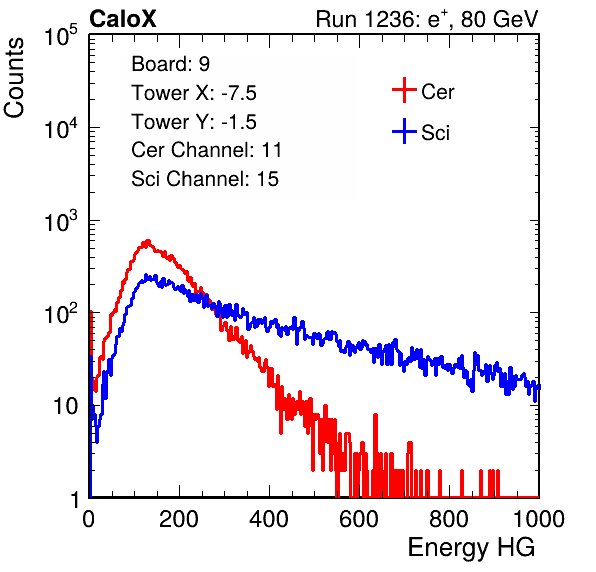 CaloX Run 1236: e⁺, 80 GeV
Counts
Board: 9
Tower X: -7.5
Tower Y: -1.5
Cer Channel: 11
Sci Channel: 15
Cer
Sci
10⁵
10⁴
10³
10²
10
1
0 200 400 600 800 1000
Energy HG